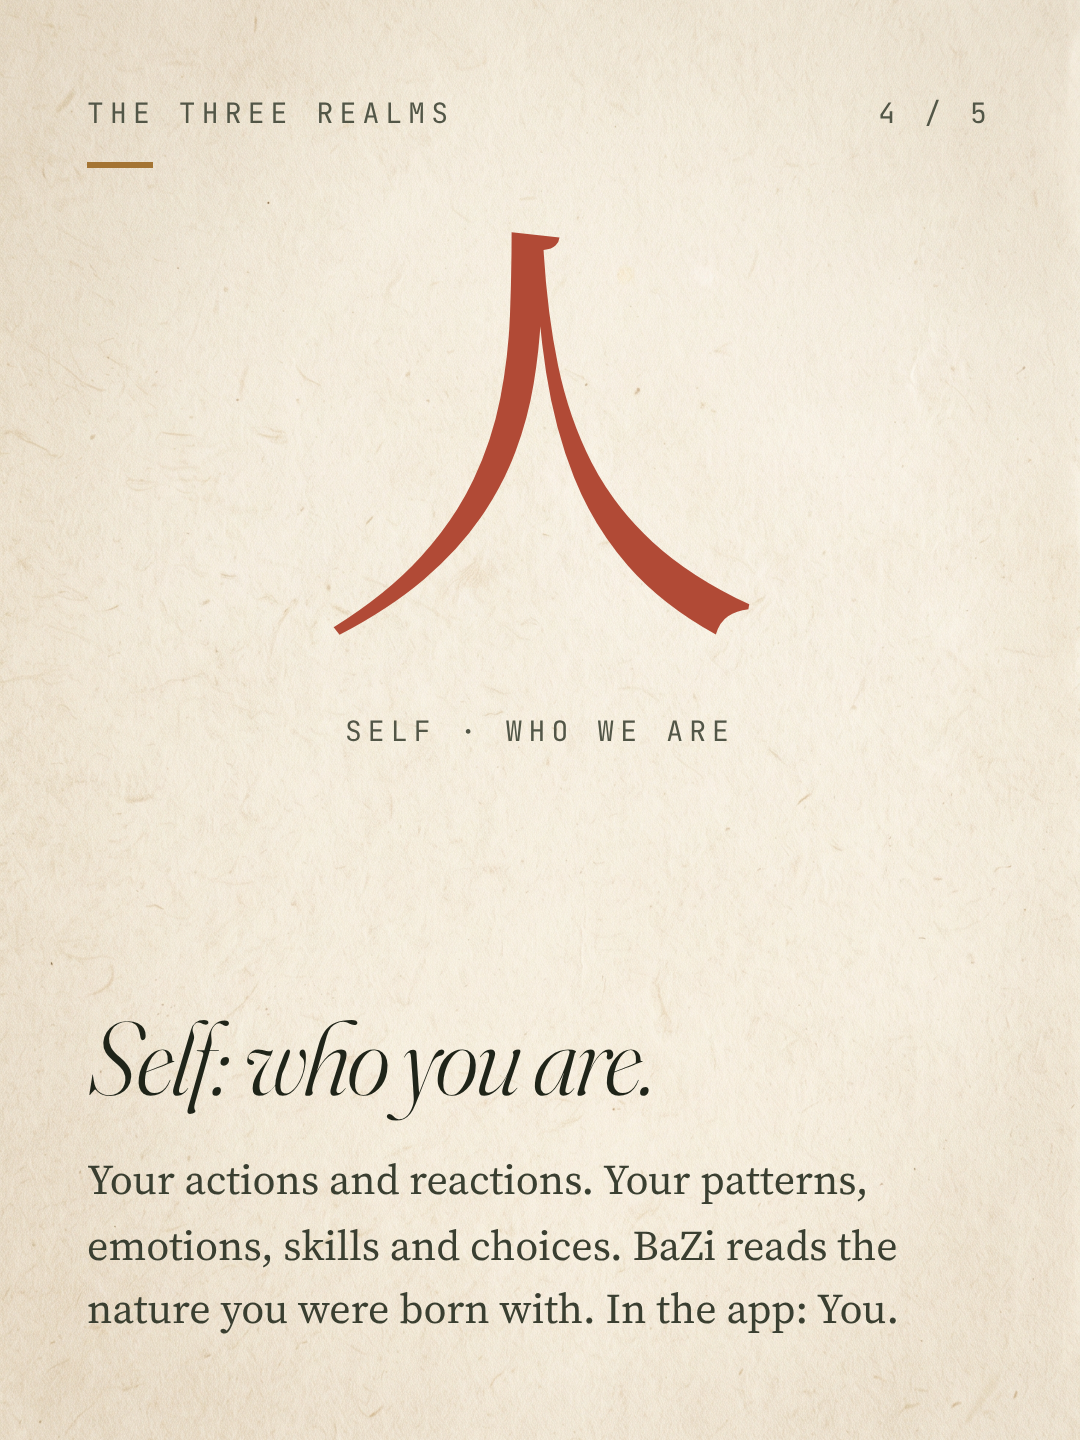 THE THREE REALMS
4 / 5
人
SELF · WHO WE ARE
Self: who you are.
Your actions and reactions. Your patterns,
emotions, skills and choices. BaZi reads the
nature you were born with. In the app: You.